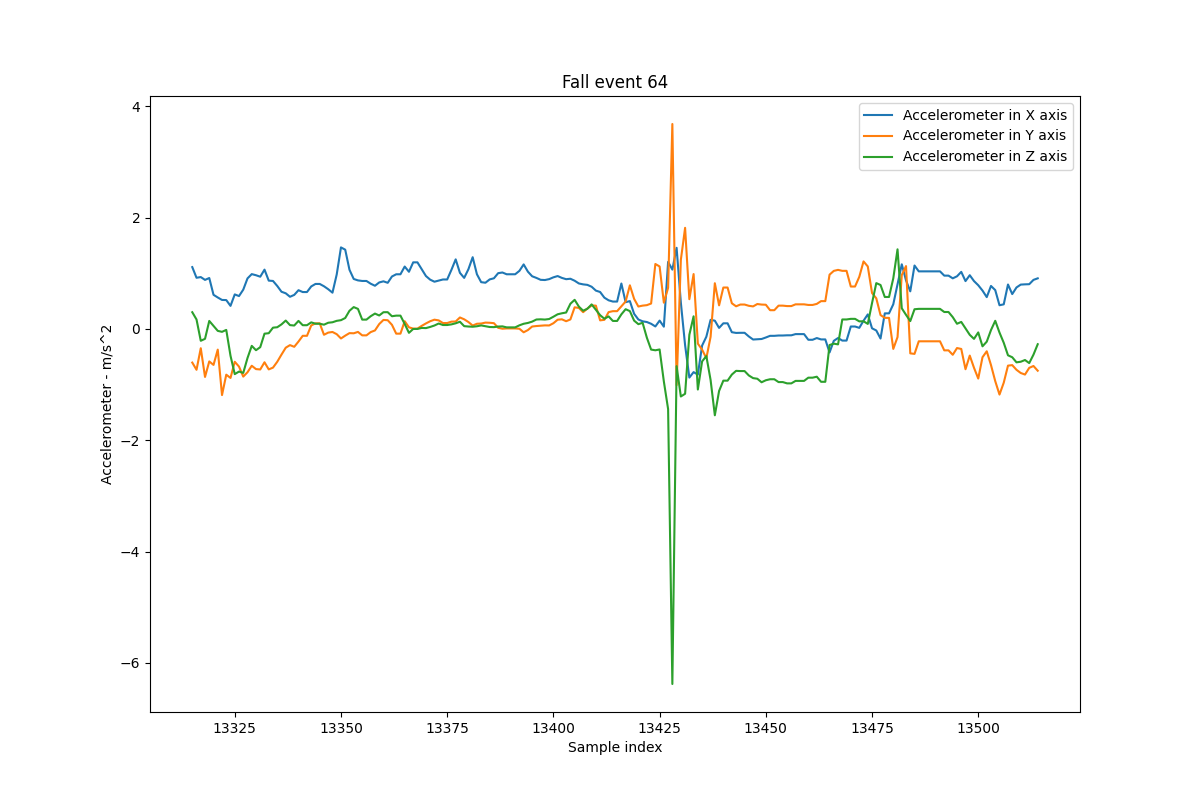 Fall event 64
Accelerometer in X axis
Accelerometer in Y axis
Accelerometer in Z axis
Accelerometer - m/s^2
4
2
0
−2
−4
−6
13325 13350 13375 13400 13425 13450 13475 13500
Sample index